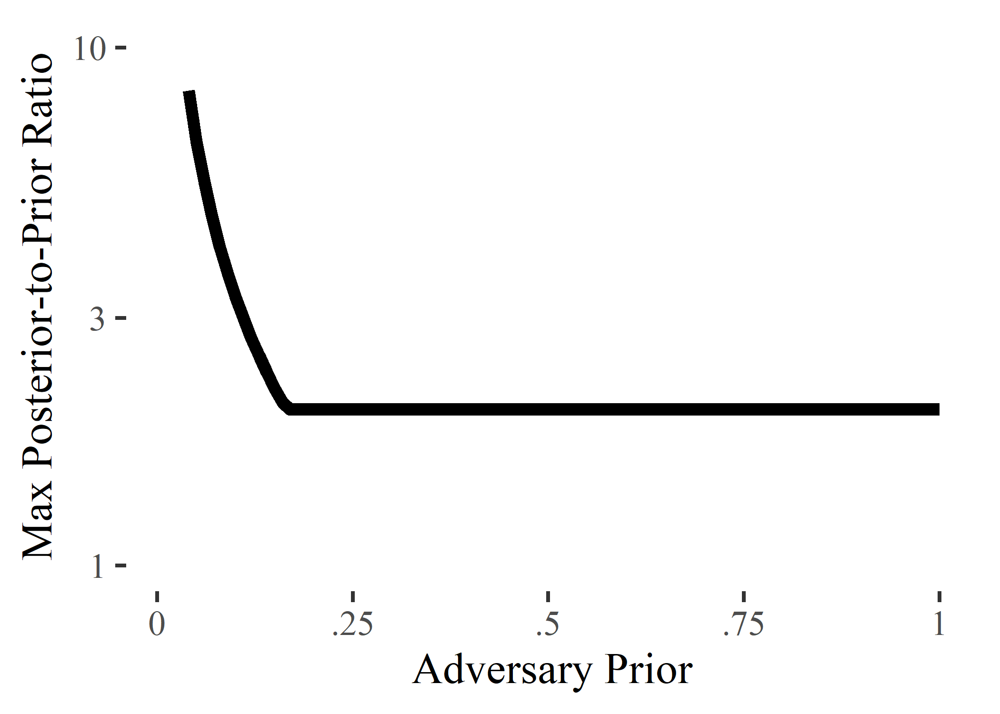 Max Posterior-to-Prior Ratio
10
3
1
0 .25 .5 .75 1
Adversary Prior